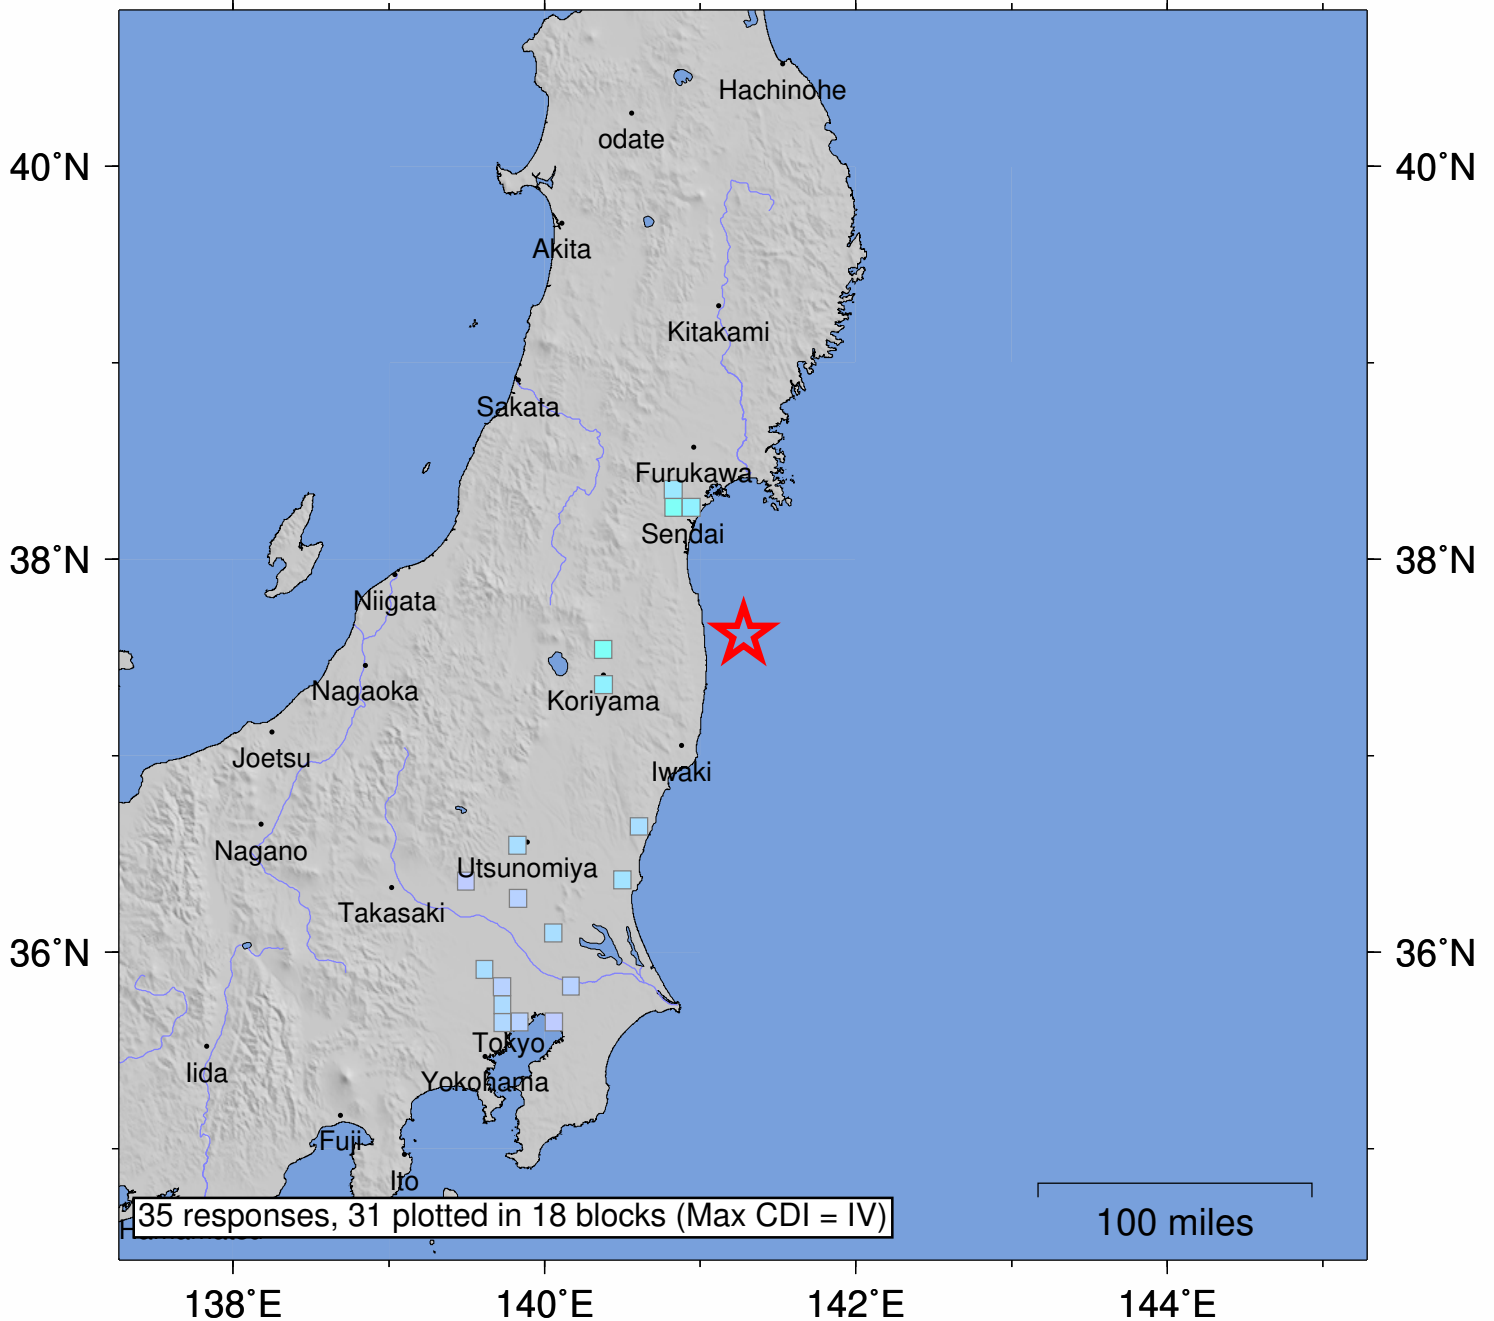 Hachinohe
odate
40°N
40°N
Akita
Kitakami
Sakata
Furukawa
Sendai
38°N
38°N
Niigata
Nagaoka
Koriyama
Joetsu
Iwaki
Nagano
Utsunomiya
Takasaki
36°N
36°N
Tokyo
Iida
Yokohama
Fuji
Ito
35 responses, 31 plotted in 18 blocks (Max CDI = IV)
100 miles
138°E
140°E
142°E
144°E